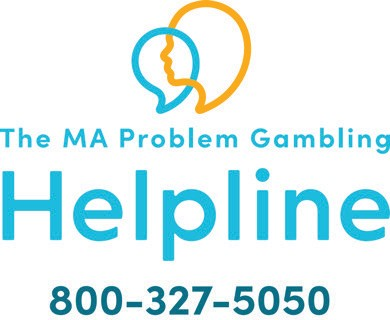 The MA Problem Gambling
Helpline
800-327-5050